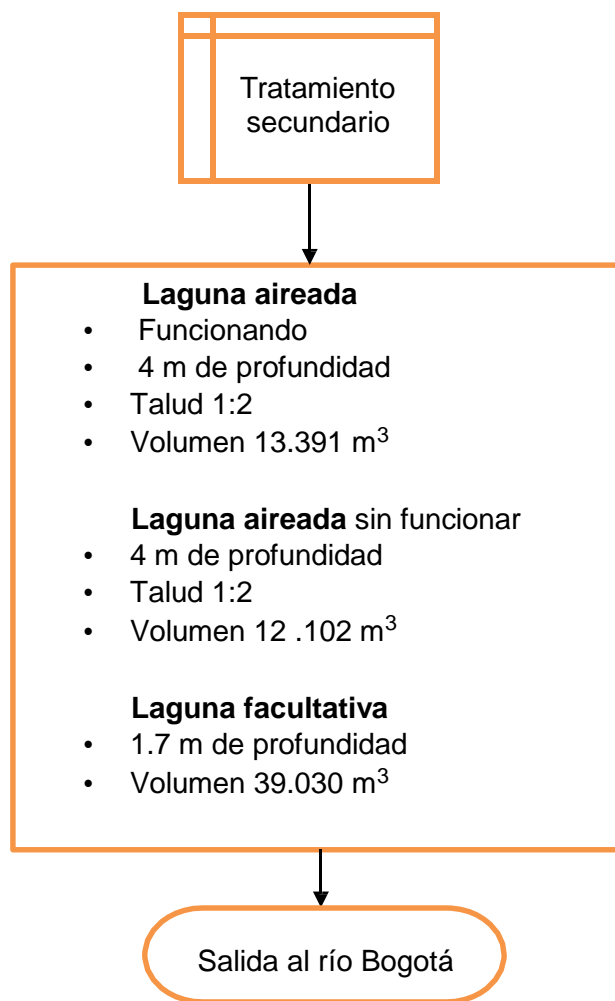 Tratamiento
secundario
Laguna aireada
• Funcionando
• 4 m de profundidad
• Talud 1:2
• Volumen 13.391 m³
Laguna aireada sin funcionar
• 4 m de profundidad
• Talud 1:2
• Volumen 12 .102 m³
Laguna facultativa
• 1.7 m de profundidad
• Volumen 39.030 m³
Salida al río Bogotá